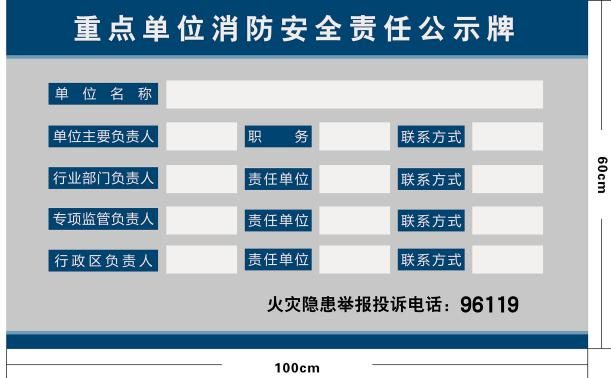 重点单位消防安全责任公示牌
单位名称
单位主要负责人 职务 联系方式
行业部门负责人 责任单位 联系方式
专项监管负责人 责任单位 联系方式
行政区负责人 责任单位 联系方式
火灾隐患举报投诉电话：96119
60cm
100cm